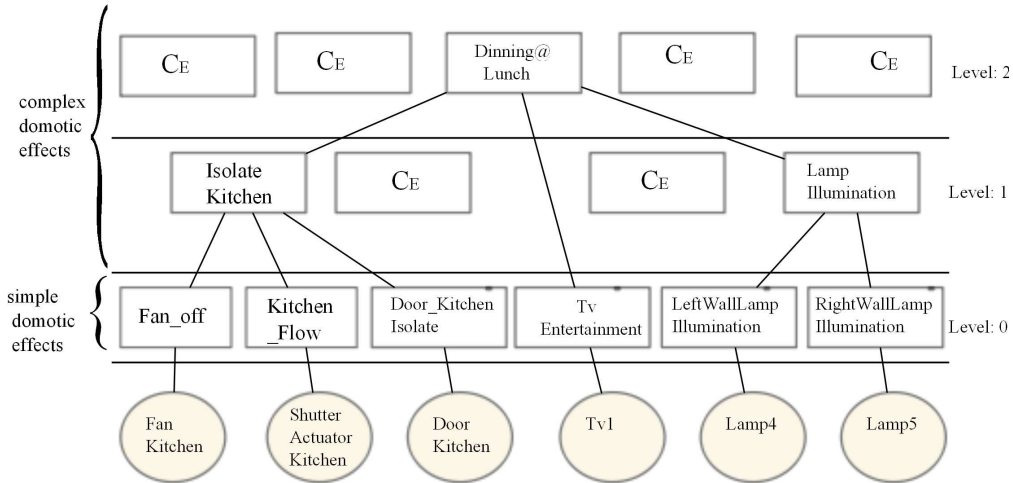 CE
CE
Dinning@
Lunch
CE
CE
Level: 2
complex
domotic
effects
Isolate
Kitchen
CE
CE
Lamp
Illumination
Level: 1
simple
domotic
effects
Fan_off
Kitchen
_Flow
Door_Kitchen
Isolate
Tv
Entertainment
LeftWallLamp
Illumination
RightWallLamp
Illumination
Level: 0
Fan
Kitchen
Shutter
Actuator
Kitchen
Door
Kitchen
Tv1
Lamp4
Lamp5